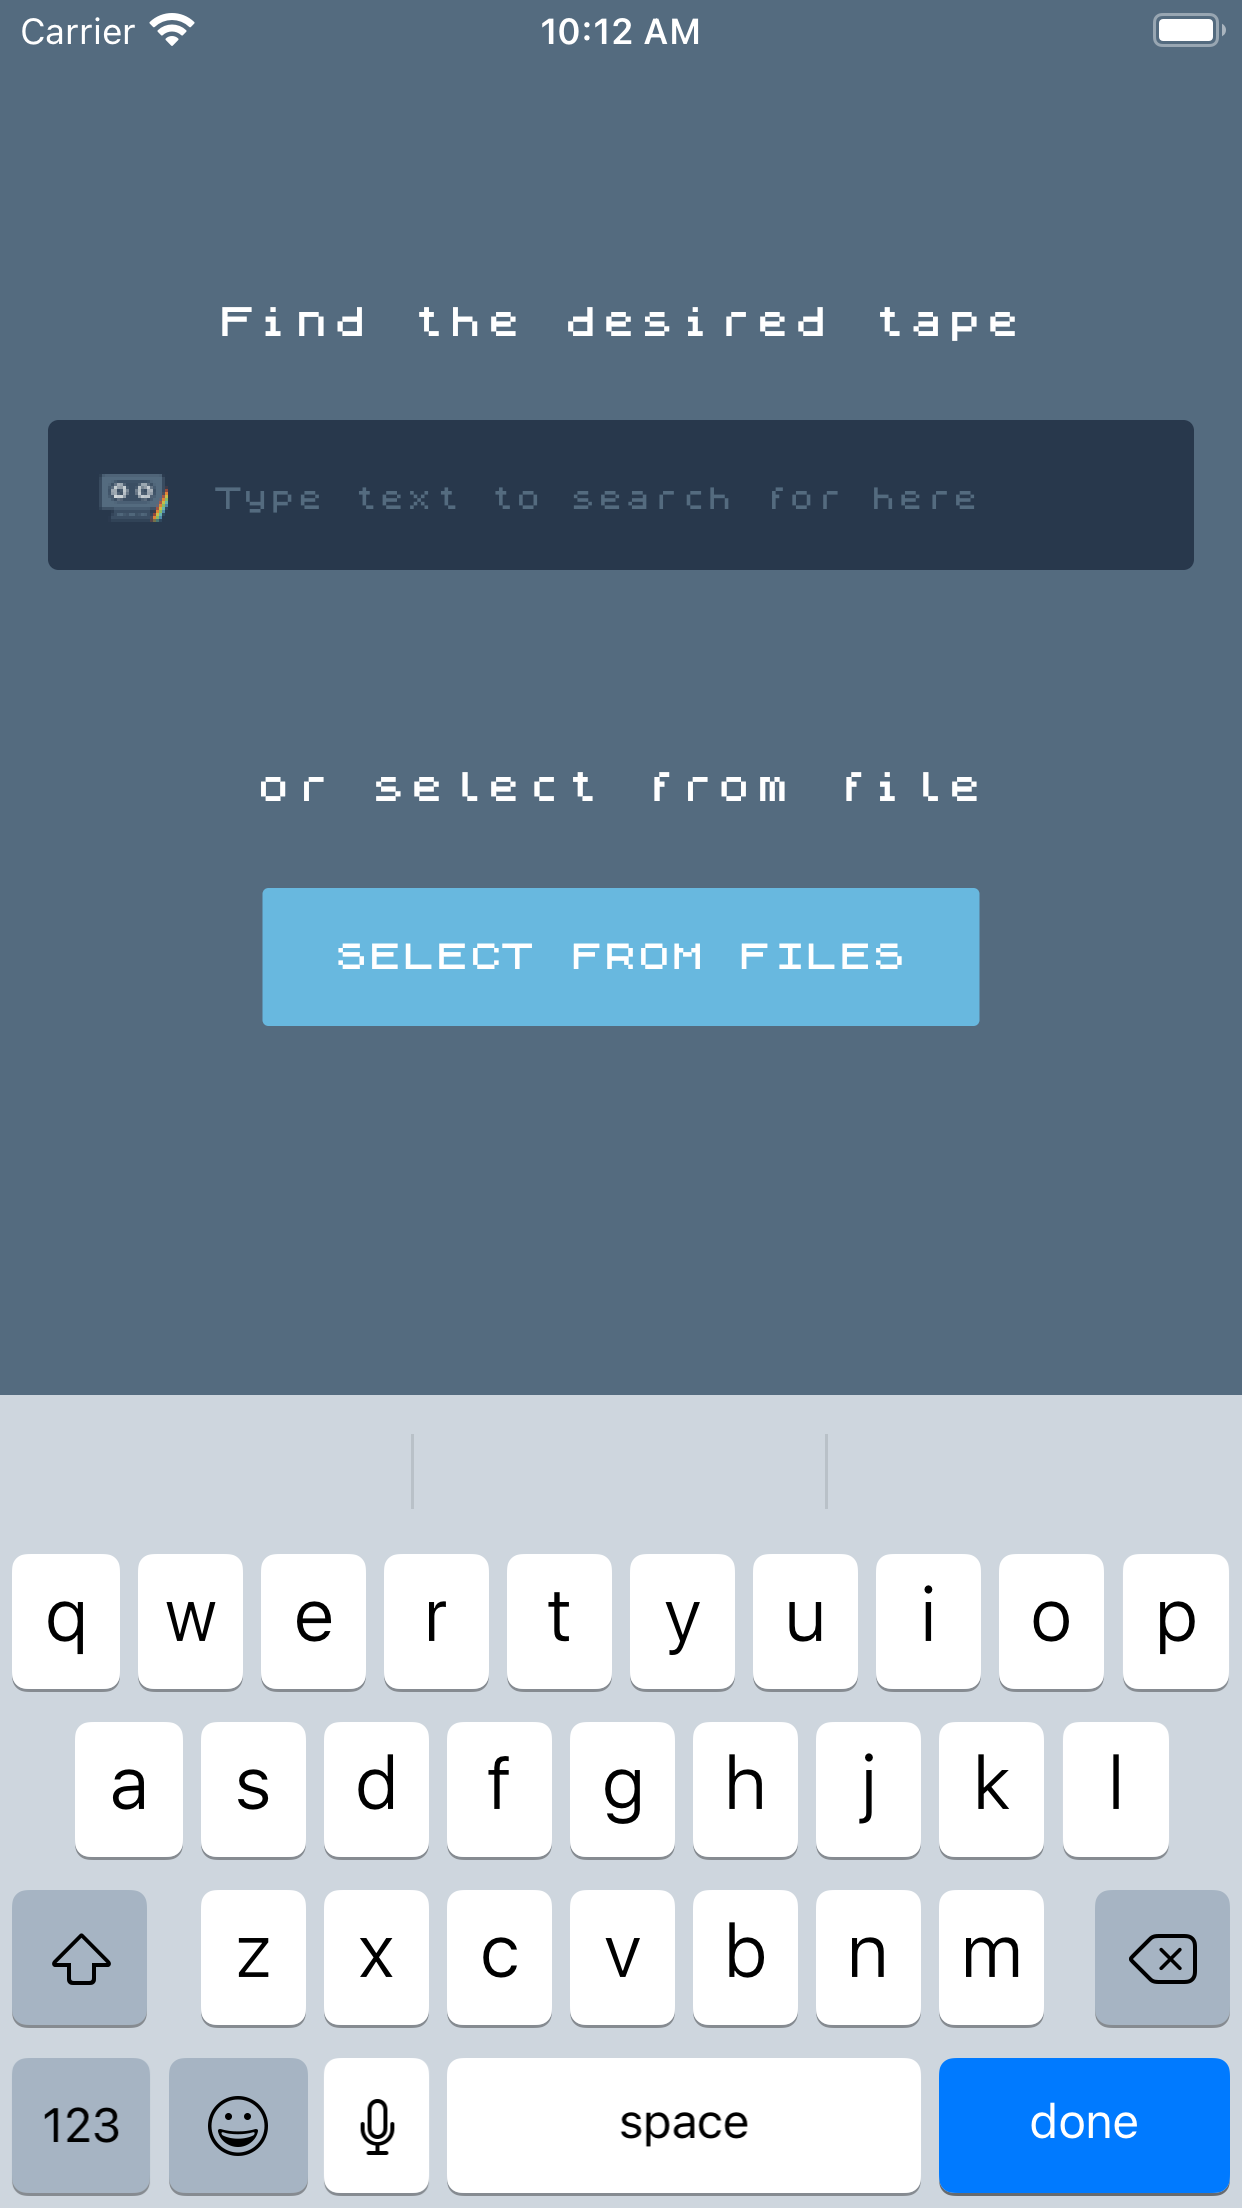 Carrier 10:12 AM
Find the desired tape
Type text to search for here
or select from file
SELECT FROM FILES
q w e r t y u i o p
a s d f g h j k l
z x c v b n m
123 space done